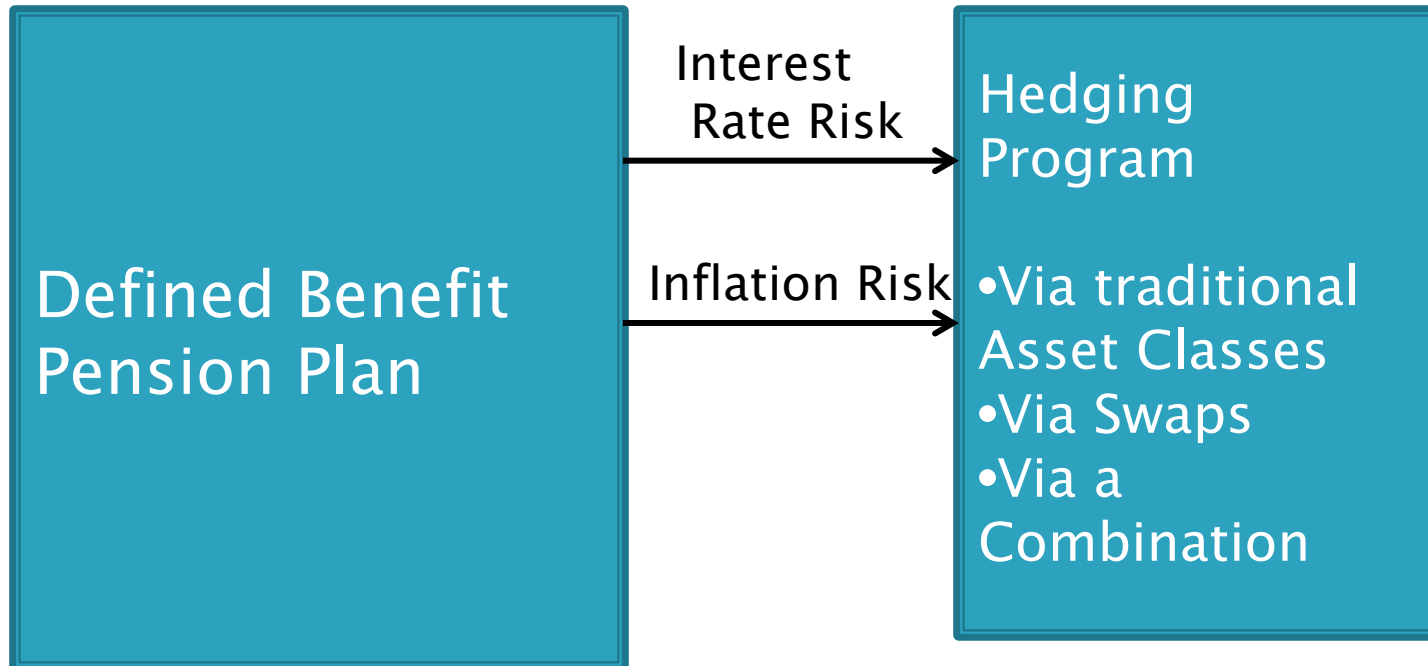 Defined Benefit
Pension Plan
Interest
Rate Risk
Inflation Risk
Hedging
Program
•Via traditional
Asset Classes
•Via Swaps
•Via a
Combination